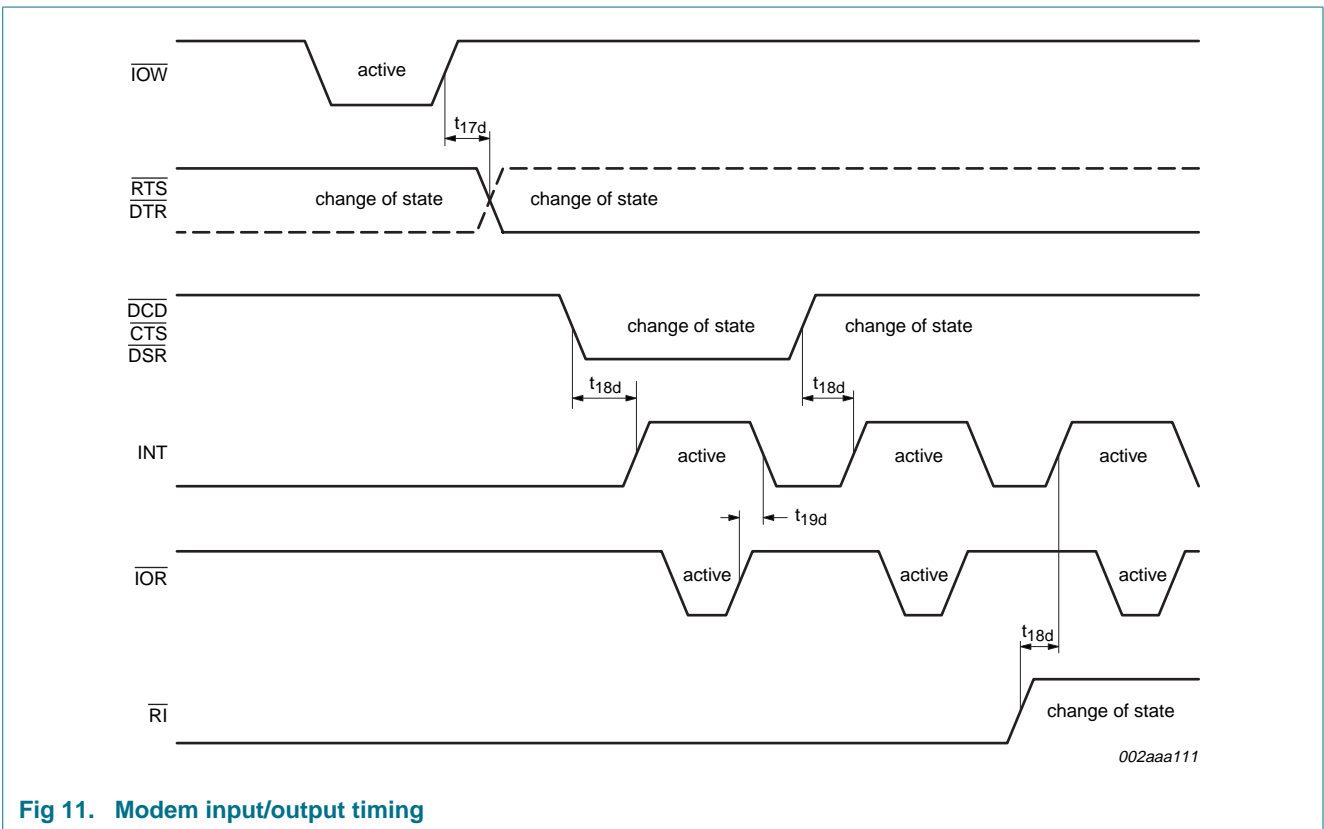 IOW
active
t17d
RTS
DTR
change of state
change of state
DCD
CTS
DSR
change of state
change of state
t18d
t18d
INT
active
active
active
t19d
IOR
active
active
active
t18d
RI
change of state
002aaa111
Fig 11. Modem input/output timing